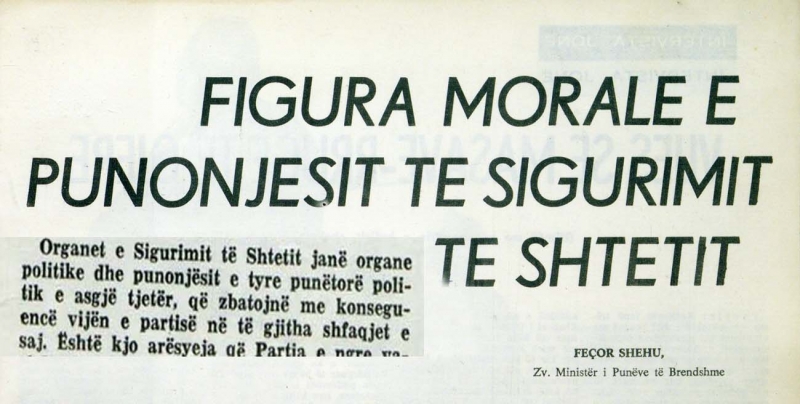 FIGURA MORALE E
PUNONJESIT TE SIGURIMIT
TE SHTETIT
Organet e Sigurimit të Shtetit janë organe
politike dhe punonjësit e tyre punëtorë poli-
tik e asgjë tjetër, që zbatojnë me konsegu-
encë vijën e partisë në të gjitha shfaqjet e
saj. Është kjo arësyeja që Partia e ngre
FEÇOR SHEHU,
Zv. Ministër i Punëve të Brendshme